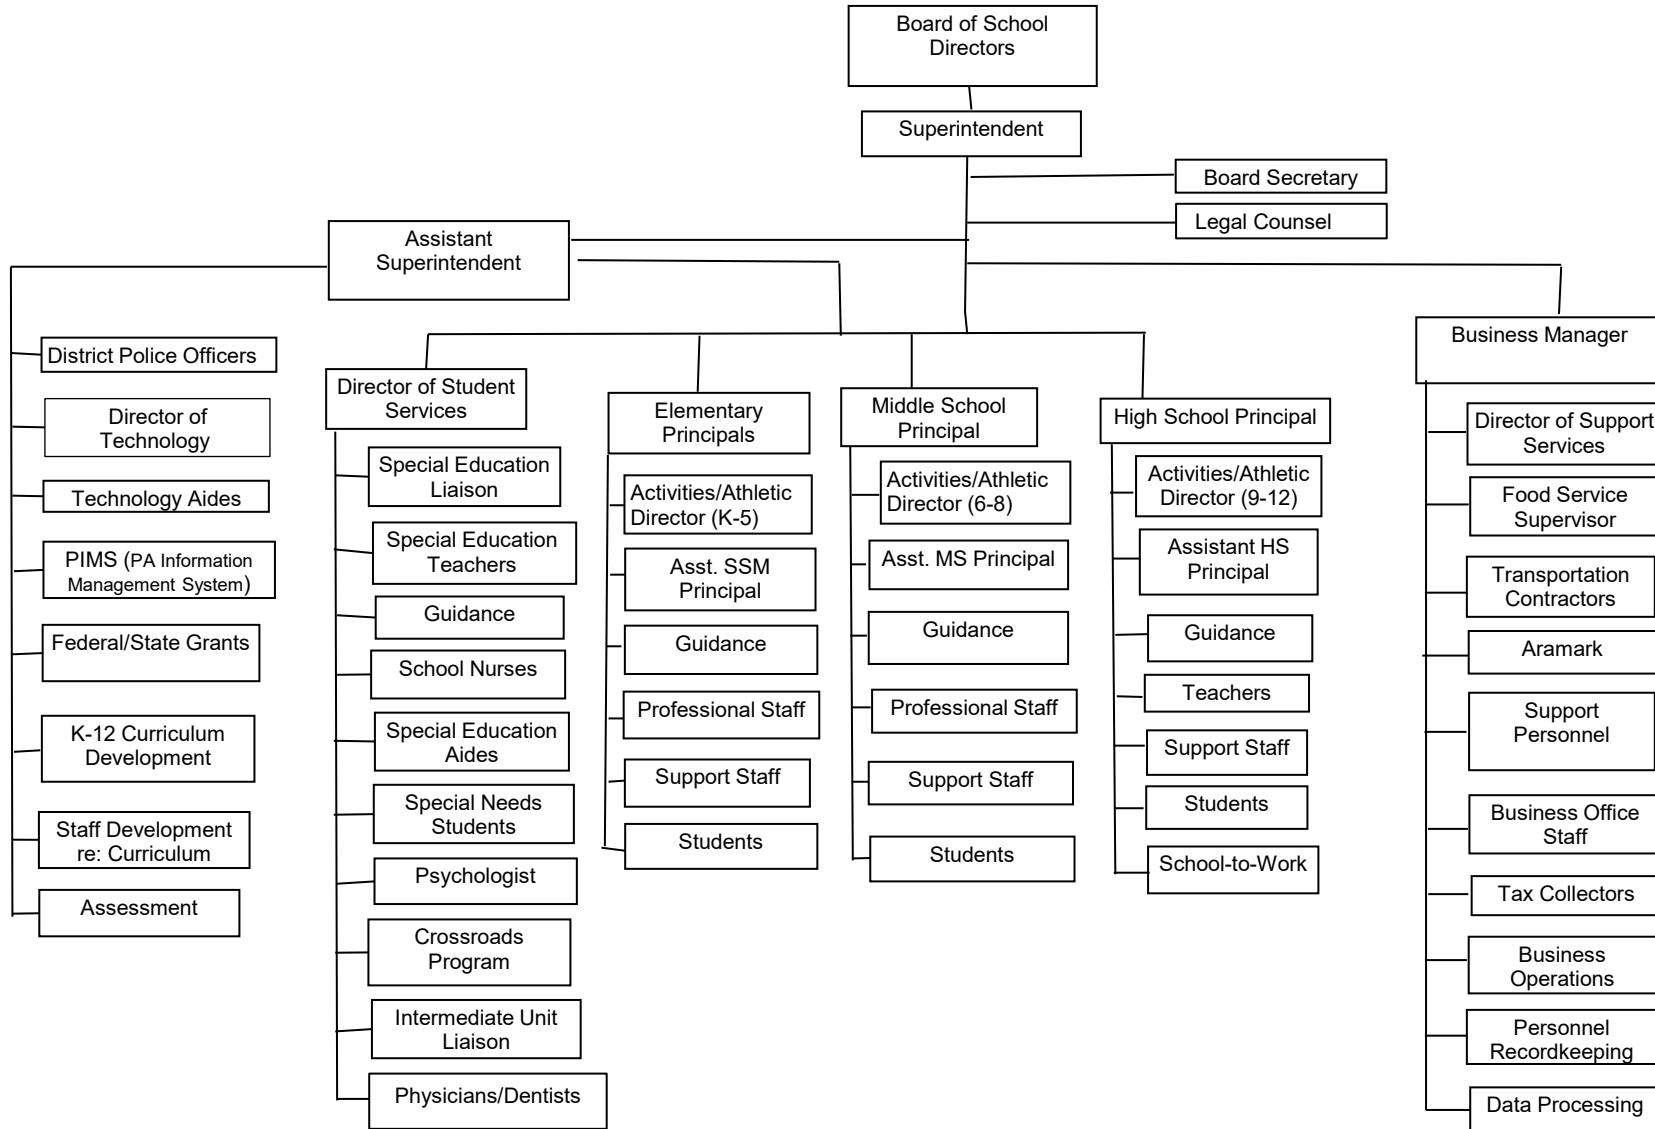 Board of School
Directors
Superintendent
Board Secretary
Legal Counsel
Assistant
Superintendent
District Police Officers
Director of
Technology
Technology Aides
PIMS (PA Information
Management System)
Federal/State Grants
K-12 Curriculum
Development
Staff Development
re: Curriculum
Assessment
Director of Student
Services
Special Education
Liaison
Special Education
Teachers
Guidance
School Nurses
Special Education
Aides
Special Needs
Students
Psychologist
Crossroads
Program
Intermediate Unit
Liaison
Physicians/Dentists
Elementary
Principals
Activities/Athletic
Director (K-5)
Asst. SSM
Principal
Guidance
Professional Staff
Support Staff
Students
Middle School
Principal
Activities/Athletic
Director (6-8)
Asst. MS Principal
Guidance
Professional Staff
Support Staff
Students
High School Principal
Activities/Athletic
Director (9-12)
Assistant HS
Principal
Guidance
Teachers
Support Staff
Students
School-to-Work
Business Manager
Director of Support
Services
Food Service
Supervisor
Transportation
Contractors
Aramark
Support
Personnel
Business Office
Staff
Tax Collectors
Business
Operations
Personnel
Recordkeeping
Data Processing